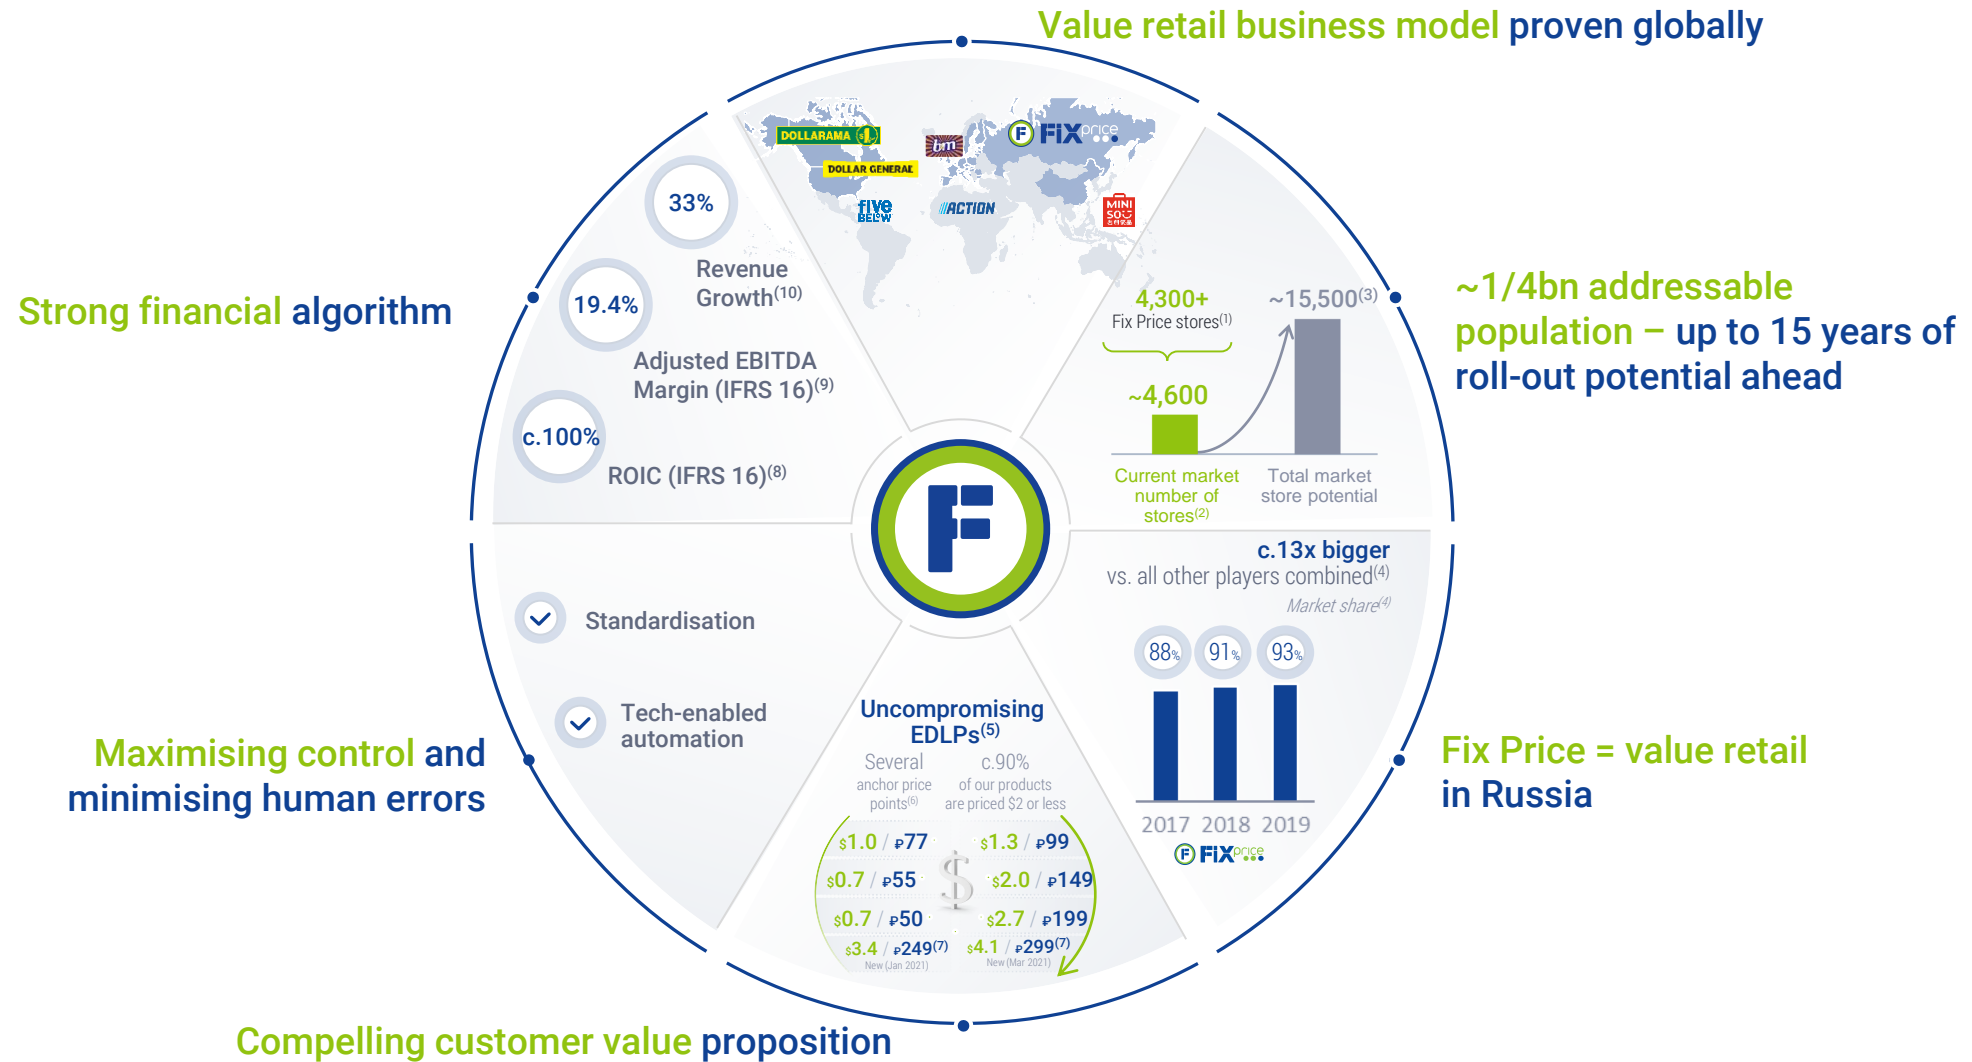 Value retail business model proven globally
DOLLARAMA $1
DOLLAR GENERAL
bm
F FiXprice
five
BELOW
ACTION
MINI
SO
Strong financial algorithm
33%
Revenue
Growth(10)
19.4%
Adjusted EBITDA
Margin (IFRS 16)(9)
c.100%
ROIC (IFRS 16)(8)
~1/4bn addressable
population – up to 15 years of
roll-out potential ahead
4,300+
Fix Price stores(1)
~4,600
~15,500(3)
Current market
number of
stores(2)
Total market
store potential
F
c.13x bigger
vs. all other players combined(4)
Market share(4)
88% 91% 93%
2017 2018 2019
F FiXprice
Fix Price = value retail
in Russia
Standardisation
Tech-enabled
automation
Maximising control and
minimising human errors
Uncompromising
EDLPs(5)
Several
anchor price
points(6)
c.90%
of our products
are priced $2 or less
$1.0 / ₽77
$1.3 / ₽99
$0.7 / ₽55
$2.0 / ₽149
$0.7 / ₽50
$2.7 / ₽199
$3.4 / ₽249(7)
New (Jan 2021)
$4.1 / ₽299(7)
New (Mar 2021)
$
Compelling customer value proposition